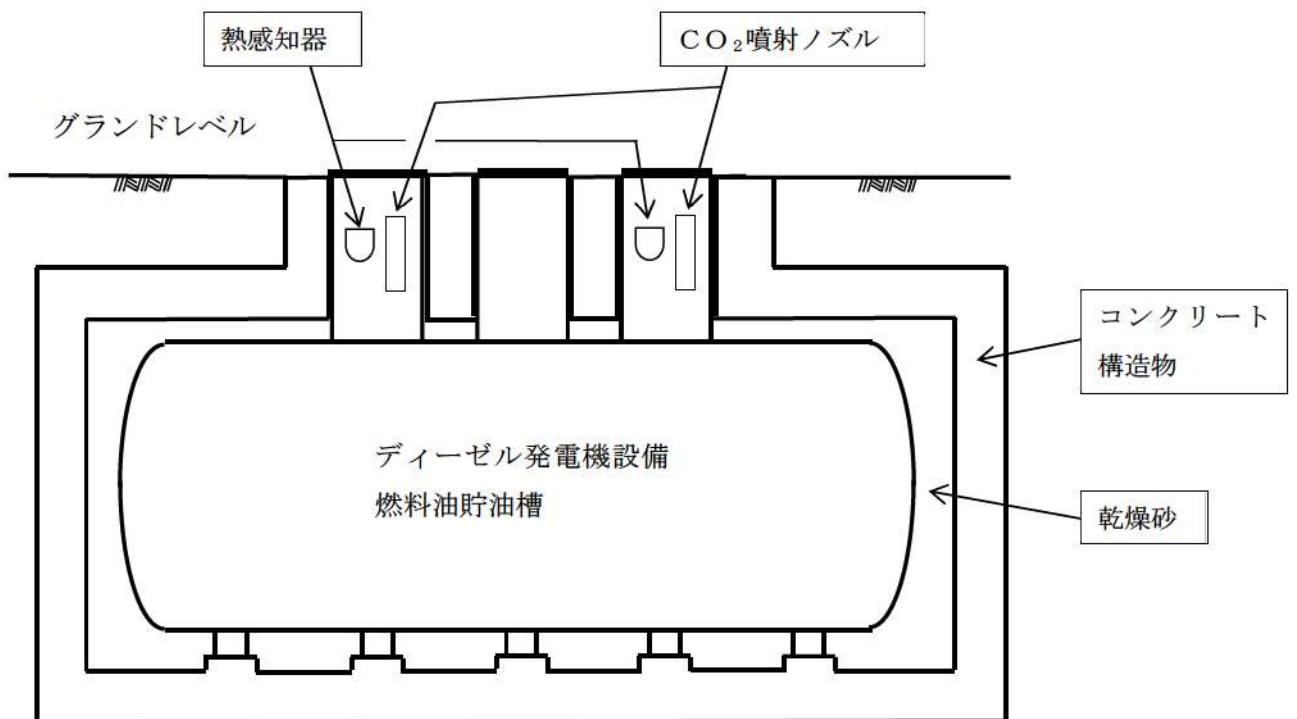 熱感知器
CO₂噴射ノズル
グランドレベル
コンクリート
構造物
ディーゼル発電機設備
燃料油貯油槽
乾燥砂